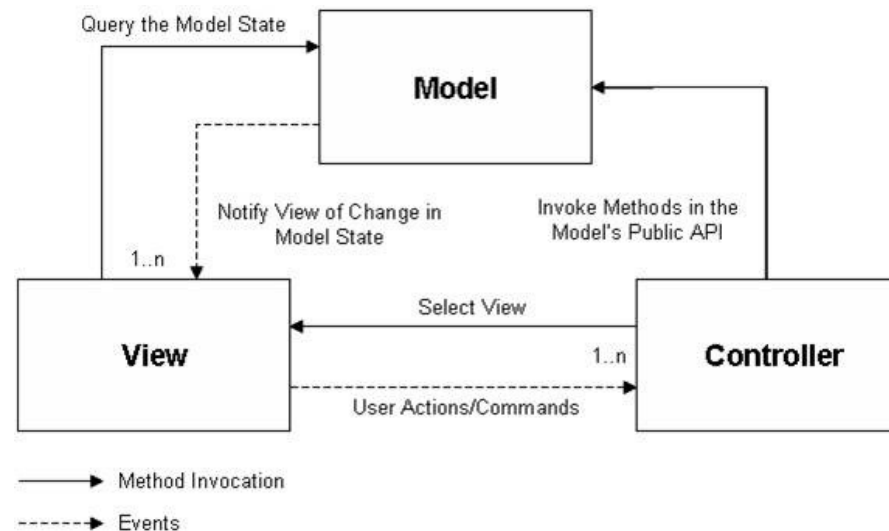 Query the Model State
Model
Notify View of Change in
Model State
Invoke Methods in the
Model's Public API
1..n
Select View
View
1..n
Controller
User Actions/Commands
Method Invocation
Events